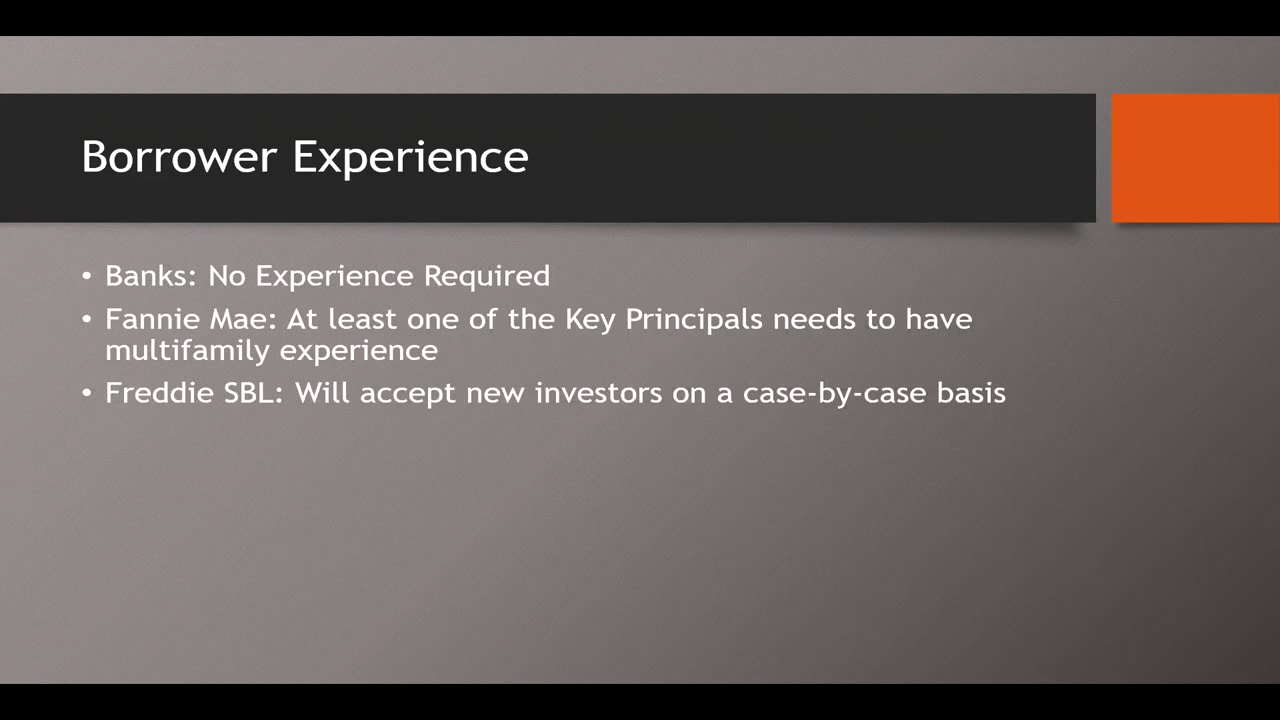 Borrower Experience
• Banks: No Experience Required
• Fannie Mae: At least one of the Key Principals needs to have
multifamily experience
• Freddie SBL: Will accept new investors on a case-by-case basis